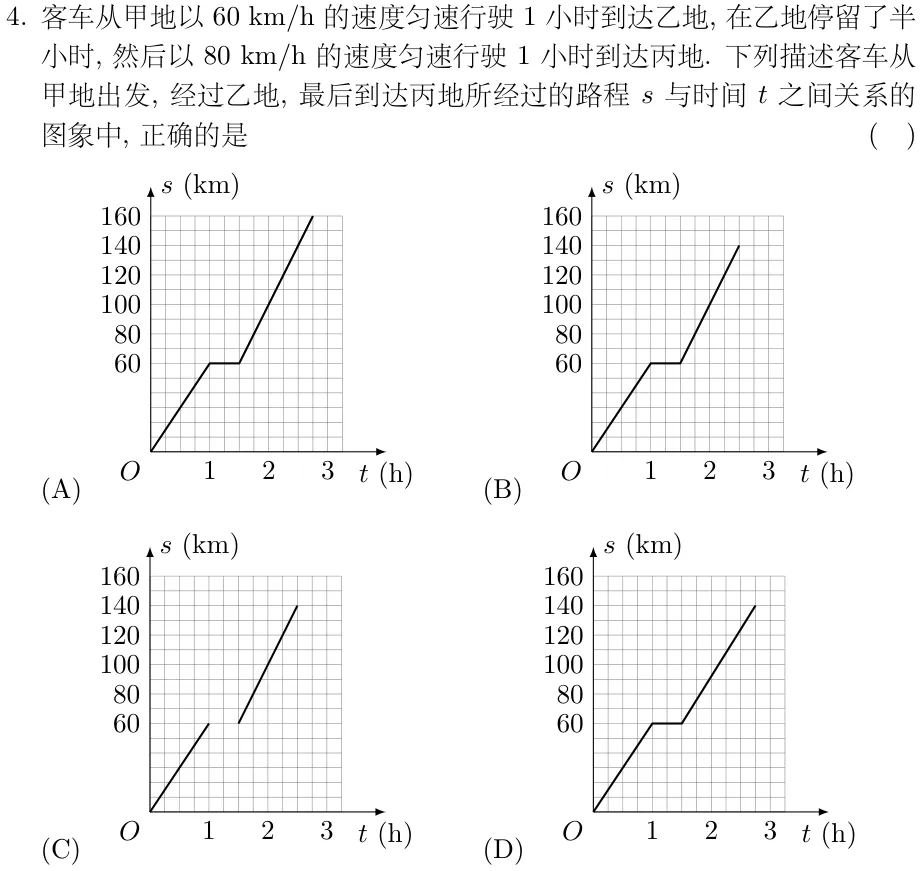 4. 客车从甲地以 60 km/h 的速度匀速行驶 1 小时到达乙地, 在乙地停留了半
小时, 然后以 80 km/h 的速度匀速行驶 1 小时到达丙地. 下列描述客车从
甲地出发, 经过乙地, 最后到达丙地所经过的路程 s 与时间 t 之间关系的
图象中, 正确的是 ( )
s (km)
160
140
120
100
80
60
O 1 2 3 t (h)
(A)
s (km)
160
140
120
100
80
60
O 1 2 3 t (h)
(B)
s (km)
160
140
120
100
80
60
O 1 2 3 t (h)
(C)
s (km)
160
140
120
100
80
60
O 1 2 3 t (h)
(D)